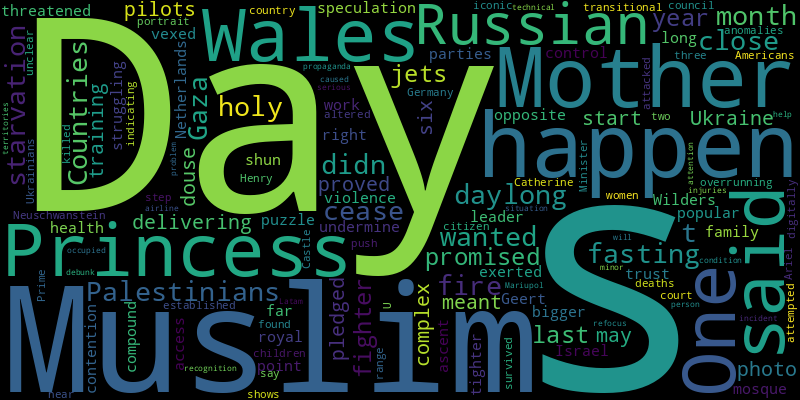 threatened
pilots
speculation
country
iconic
technical
transitional
council
portrait
vexed
Wales
Russian
year
month
unclear
Day
parties
long
close
anomalies
starvation
Countries
struggling
indicating
Netherlands
propaganda
caused
serious
jets
control
Mother
three
Americans
training
Gaza
holy
work
altered
Germany
six
attacked
territories
killed
right
opposite
happen
start
two
Ukraine
help
Ukrainians
problem
douse
shun
Henry
didn
proved
violence
cease
undermine
puzzle
leader
daylong
Catherine
women
Minister
attention
injuries
overrunning
step
airline
situation
citizen
Wilders
popular
digitally
Neuschwanstein
delivering
health
occupied
debunk
Princess
Castle
push
wanted
promised
exerted
will
minor
S
t
family
fasting
trust
condition
said
Prime
Palestinians
established
pledged
fighter
fire
meant
Geert
Mariupol
deaths
court
refocus
person
One
Ariel
attempted
Muslims
contention
compound
access
far
found
royal
Latam
U
complex
ascent
bigger
last
may
Israel
incident
photo
mosque
near
recognition
say
children
point
shows
range
tighter
survived